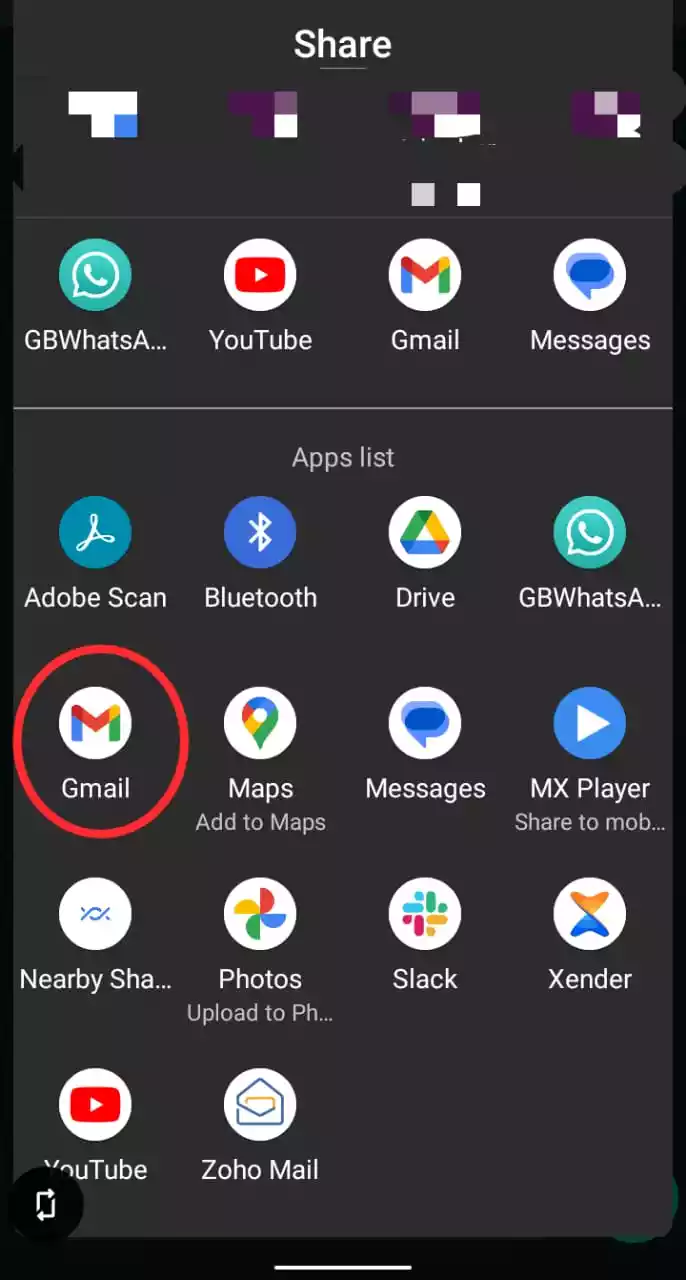 Share
GBWhatsA...
YouTube
Gmail
Messages
Apps list
Adobe Scan
Bluetooth
Drive
GBWhatsA...
Gmail
Maps
Add to Maps
Messages
MX Player
Share to mob...
Nearby Sha...
Photos
Upload to Ph...
Slack
Xender
YouTube
Zoho Mail